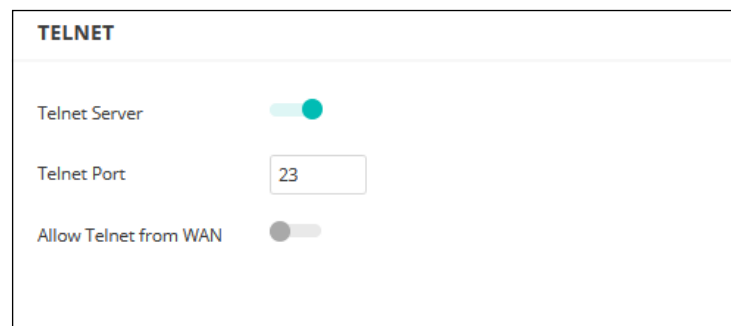 TELNET
Telnet Server
Telnet Port 23
Allow Telnet from WAN